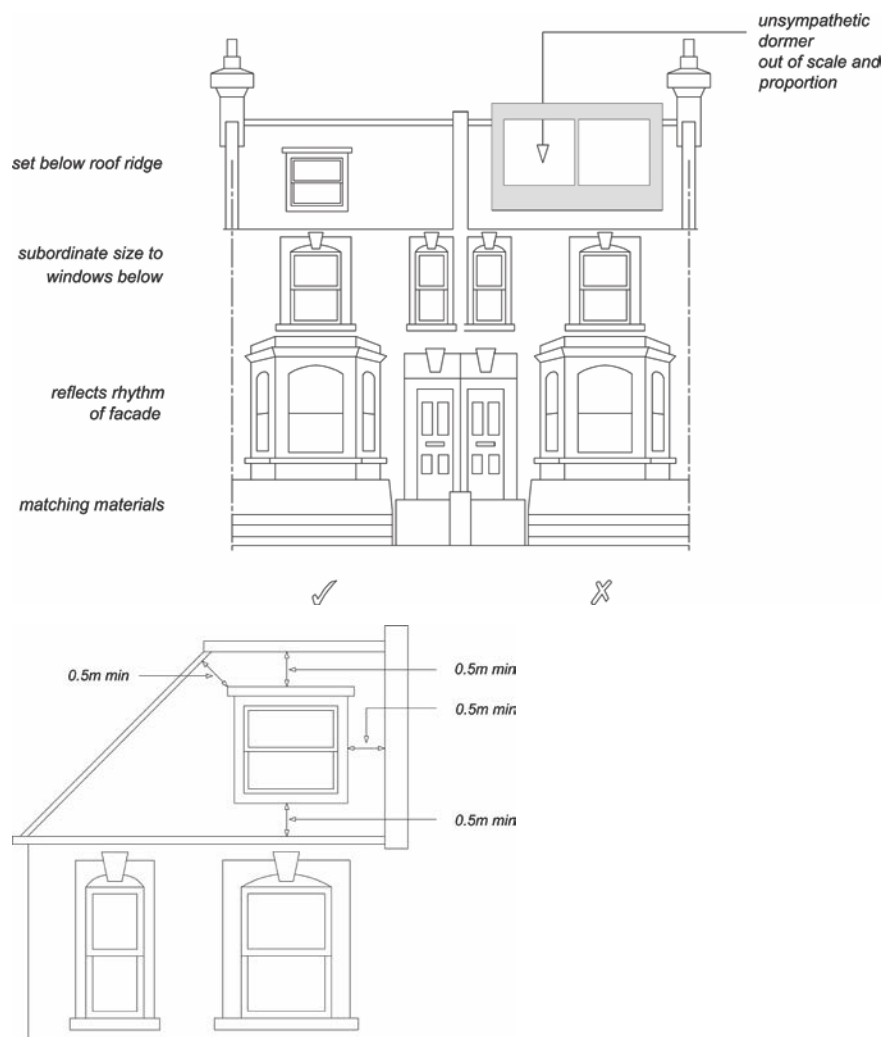 unsympathetic
dormer
out of scale and
proportion
set below roof ridge
subordinate size to
windows below
reflects rhythm
of facade
matching materials
0.5m min
0.5m min
0.5m min
0.5m min